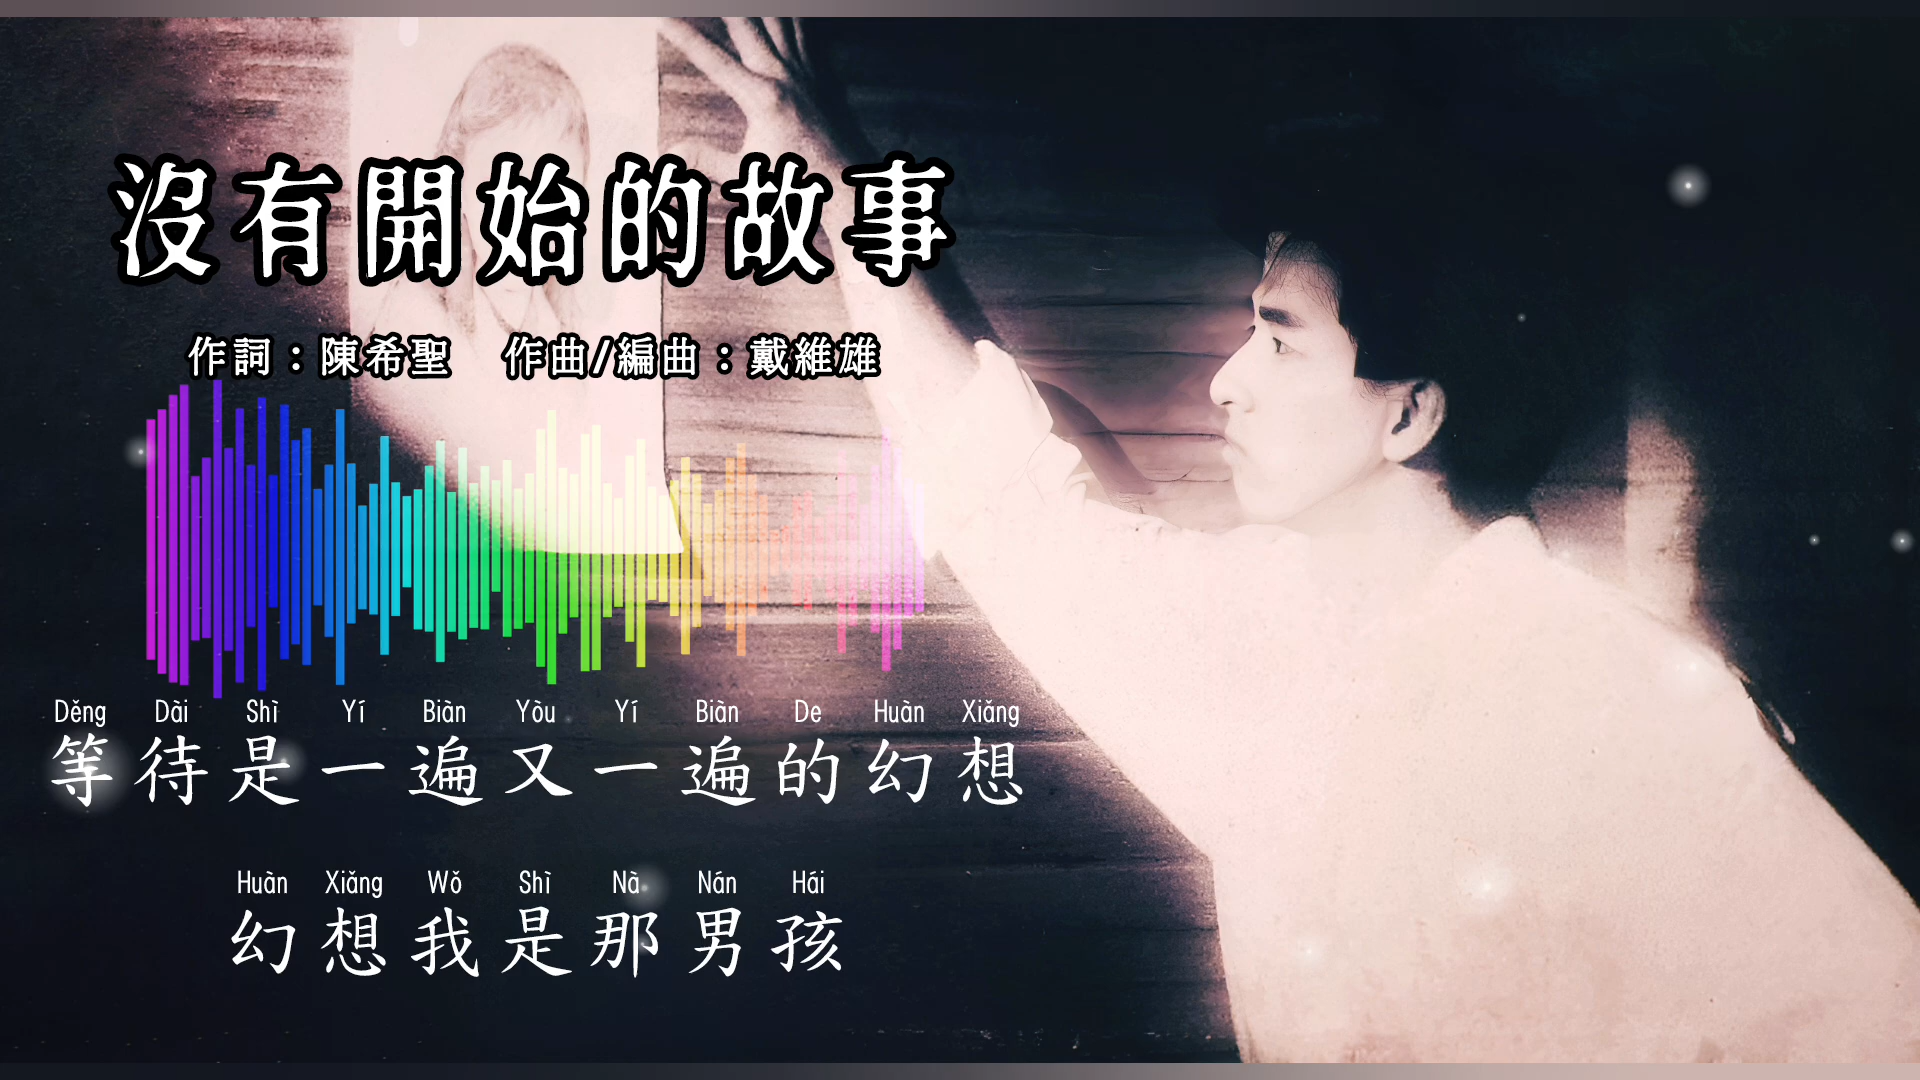 沒有開始的故事
作詞：陳希聖 作曲/編曲：戴維雄
Děng Dài Shì Yí Biàn Yòu Yí Biàn De Huàn Xiǎng
等待是一遍又一遍的幻想
Huàn Xiǎng Wǒ Shì Nà Nán Hái
幻想我是那男孩